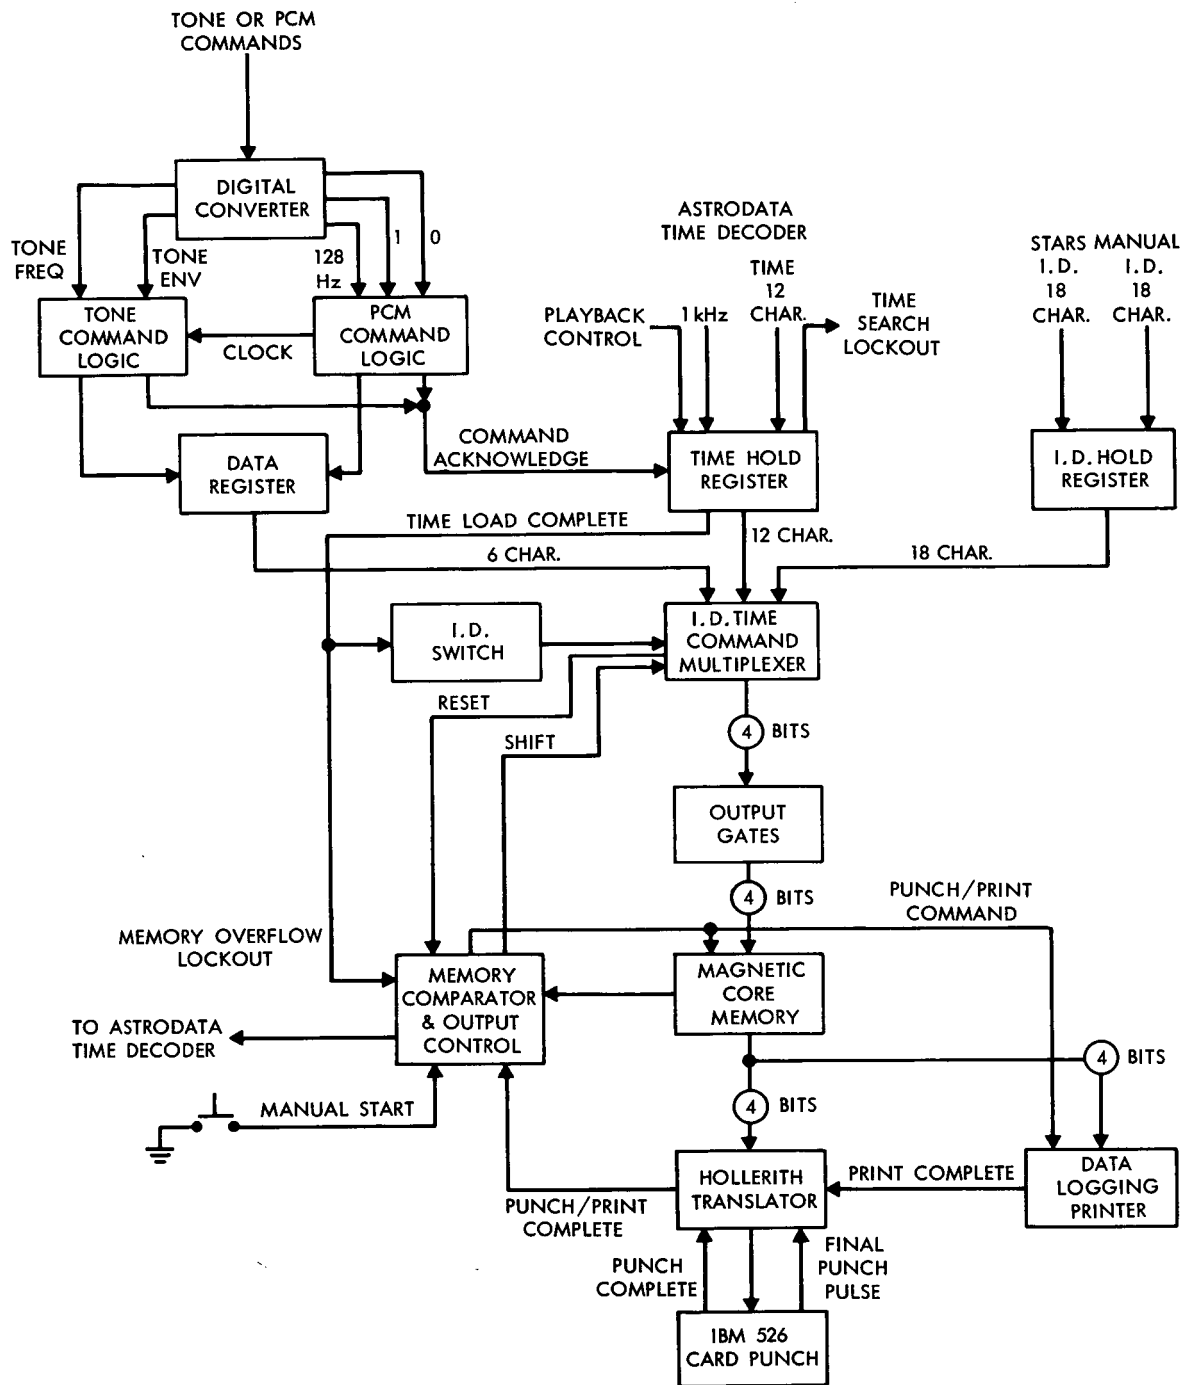 TONE OR PCM
COMMANDS
DIGITAL
CONVERTER
TONE
FREQ
TONE
ENV
128
Hz
1
0
TONE
COMMAND
LOGIC
CLOCK
PCM
COMMAND
LOGIC
ASTRODATA
TIME DECODER
PLAYBACK
CONTROL
1 kHz
TIME
12
CHAR.
TIME
SEARCH
LOCKOUT
STARS MANUAL
I.D. I.D.
18 18
CHAR. CHAR.
DATA
REGISTER
COMMAND
ACKNOWLEDGE
TIME HOLD
REGISTER
I.D. HOLD
REGISTER
TIME LOAD COMPLETE
6 CHAR.
12 CHAR.
18 CHAR.
I.D.
SWITCH
I.D. TIME
COMMAND
MULTIPLEXER
RESET
SHIFT
4 BITS
OUTPUT
GATES
4 BITS
PUNCH/PRINT
COMMAND
MEMORY OVERFLOW
LOCKOUT
MEMORY
COMPARATOR
& OUTPUT
CONTROL
MAGNETIC
CORE
MEMORY
TO ASTRODATA
TIME DECODER
4 BITS
MANUAL START
4 BITS
HOLLERITH
TRANSLATOR
PRINT COMPLETE
DATA
LOGGING
PRINTER
PUNCH/PRINT
COMPLETE
PUNCH
COMPLETE
FINAL
PUNCH
PULSE
IBM 526
CARD PUNCH